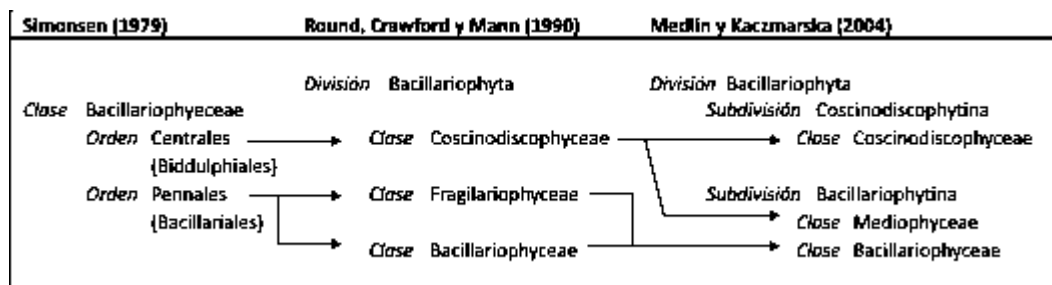 Simonsen (1979) Round, Crawford y Mann (1990) Medlin y Kaczmarska (2004)
División Bacillariophyta División Bacillariophyta
Clase Bacillariophyeceae Subdivisión Coscinodiscophytina
Orden Centrales Clase Coscinodiscophyceae Clase Coscinodiscophyceae
(Biddulphiales)
Orden Pennales Clase Fragilariophyceae Subdivisión Bacillariophytina
(Bacillariales) Clase Mediophyceae
Clase Bacillariophyceae Clase Bacillariophyceae